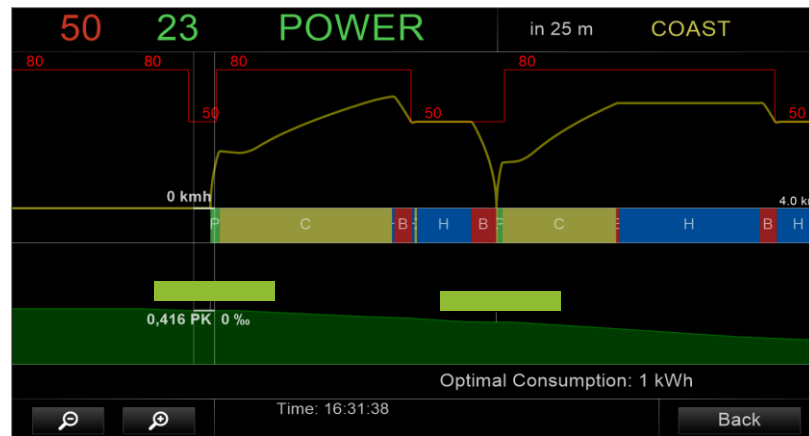 50 23 POWER in 25 m COAST
80 80 80 80
50 50 50
0 kmh 4.0 k
P C B H B P C H B H
0,416 PK 0 ‰
Optimal Consumption: 1 kWh
Time: 16:31:38
Back